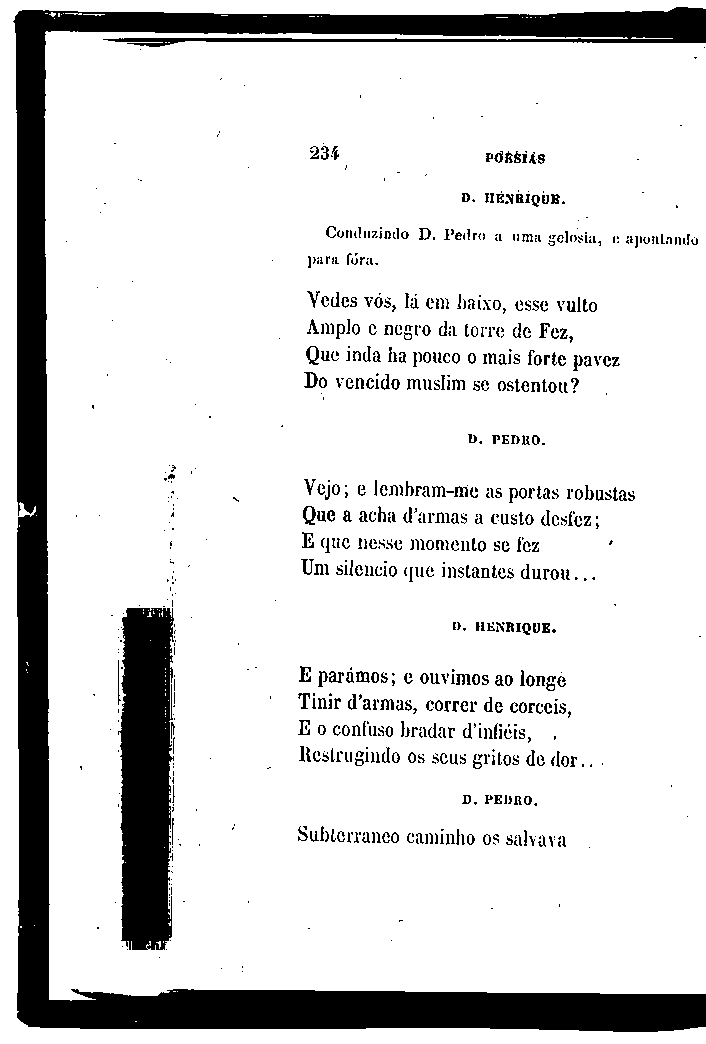 234 POESIAS
D. HENRIQUE.
Conduzindo D. Pedro a uma gelosia, e apontando
para fóra.
Vedes vós, lá em baixo, esse vulto
Amplo e negro da torre de Fez,
Que inda ha pouco o mais forte pavez
Do vencido muslim se ostentou?
D. PEDRO.
Vejo; e lembram-me as portas robustas
Que a acha d'armas a custo desfez;
E que nesse momento se fez
Um silencio que instantes durou...
D. HENRIQUE.
E parámos; e ouvimos ao longe
Tinir d'armas, correr de corceis,
E o confuso bradar d'infiéis,
Restrugindo os seus gritos de dor...
D. PEDRO.
Subterraneo caminho os salvava